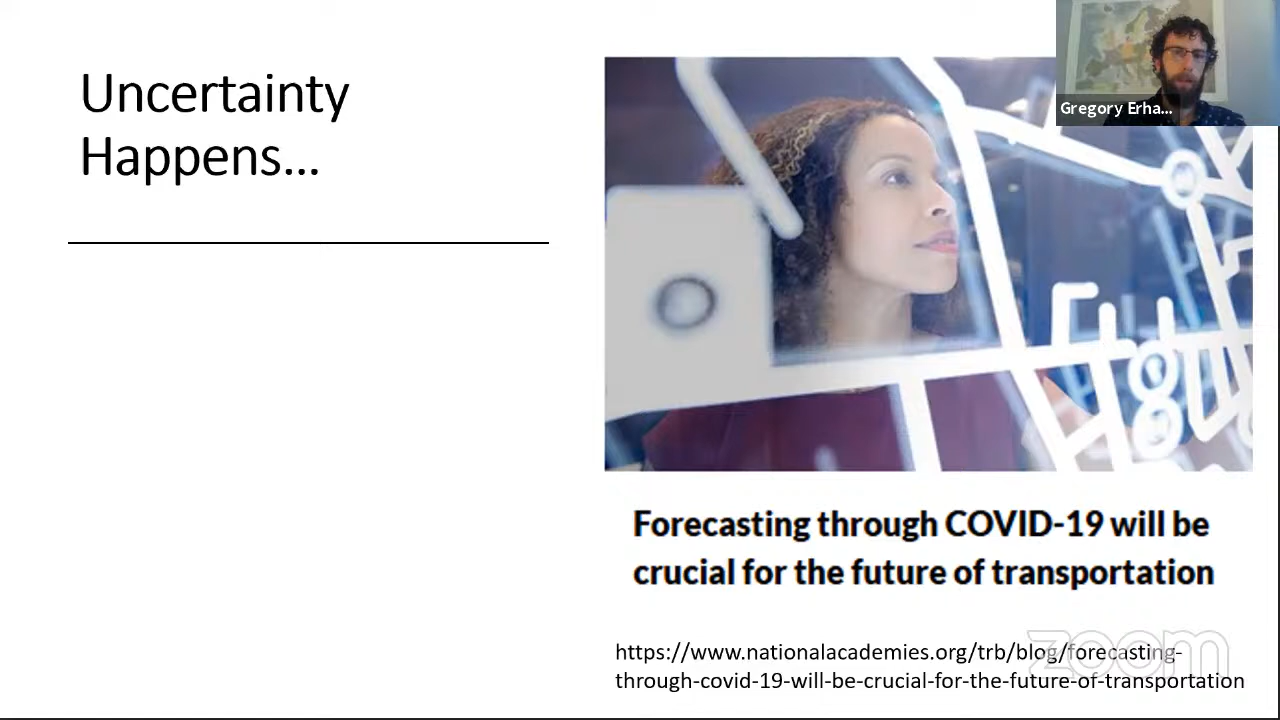 Uncertainty
Happens...
Gregory Erha...
Forecasting through COVID-19 will be
crucial for the future of transportation
https://www.nationalacademies.org/trb/blog/forecasting-
through-covid-19-will-be-crucial-for-the-future-of-transportation
zoom